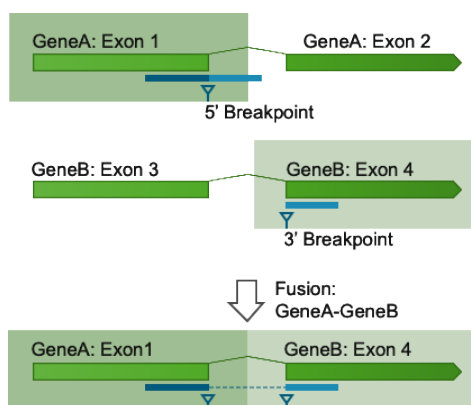 GeneA: Exon 1
GeneA: Exon 2
5' Breakpoint
GeneB: Exon 3
GeneB: Exon 4
3' Breakpoint
Fusion:
GeneA-GeneB
GeneA: Exon1
GeneB: Exon 4